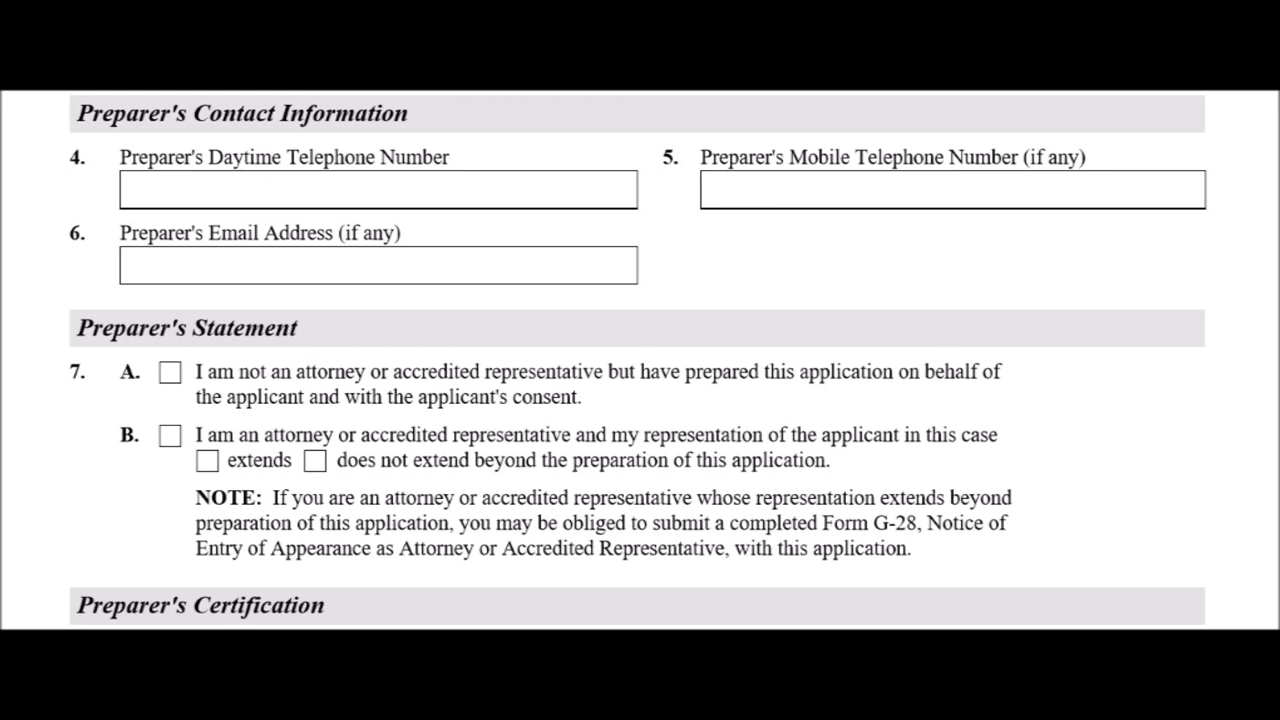 Preparer's Contact Information
4. Preparer's Daytime Telephone Number
5. Preparer's Mobile Telephone Number (if any)
6. Preparer's Email Address (if any)
Preparer's Statement
7. A. I am not an attorney or accredited representative but have prepared this application on behalf of
the applicant and with the applicant's consent.
B. I am an attorney or accredited representative and my representation of the applicant in this case
extends does not extend beyond the preparation of this application.
NOTE: If you are an attorney or accredited representative whose representation extends beyond
preparation of this application, you may be obliged to submit a completed Form G-28, Notice of
Entry of Appearance as Attorney or Accredited Representative, with this application.
Preparer's Certification